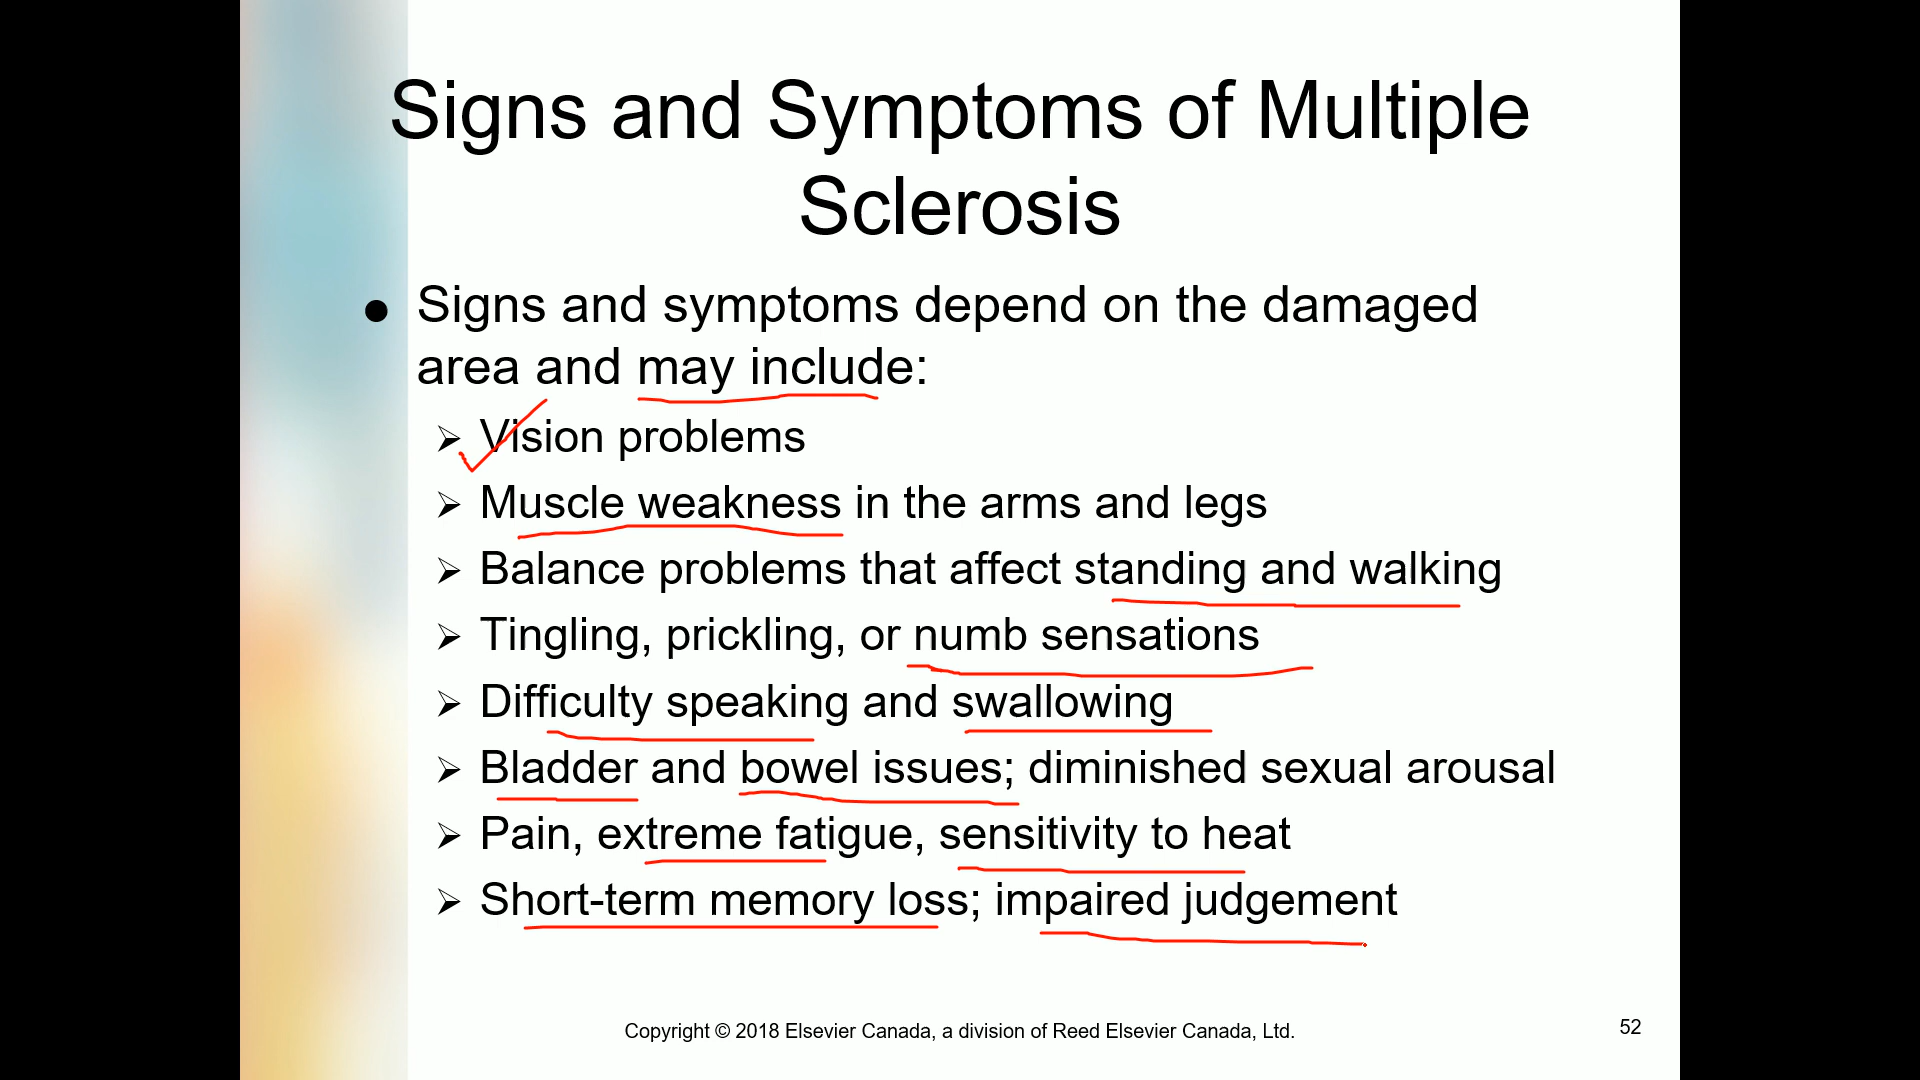 Signs and Symptoms of Multiple
Sclerosis
● Signs and symptoms depend on the damaged
area and may include:
➢ Vision problems
➢ Muscle weakness in the arms and legs
➢ Balance problems that affect standing and walking
➢ Tingling, prickling, or numb sensations
➢ Difficulty speaking and swallowing
➢ Bladder and bowel issues; diminished sexual arousal
➢ Pain, extreme fatigue, sensitivity to heat
➢ Short-term memory loss; impaired judgement
Copyright © 2018 Elsevier Canada, a division of Reed Elsevier Canada, Ltd.
52